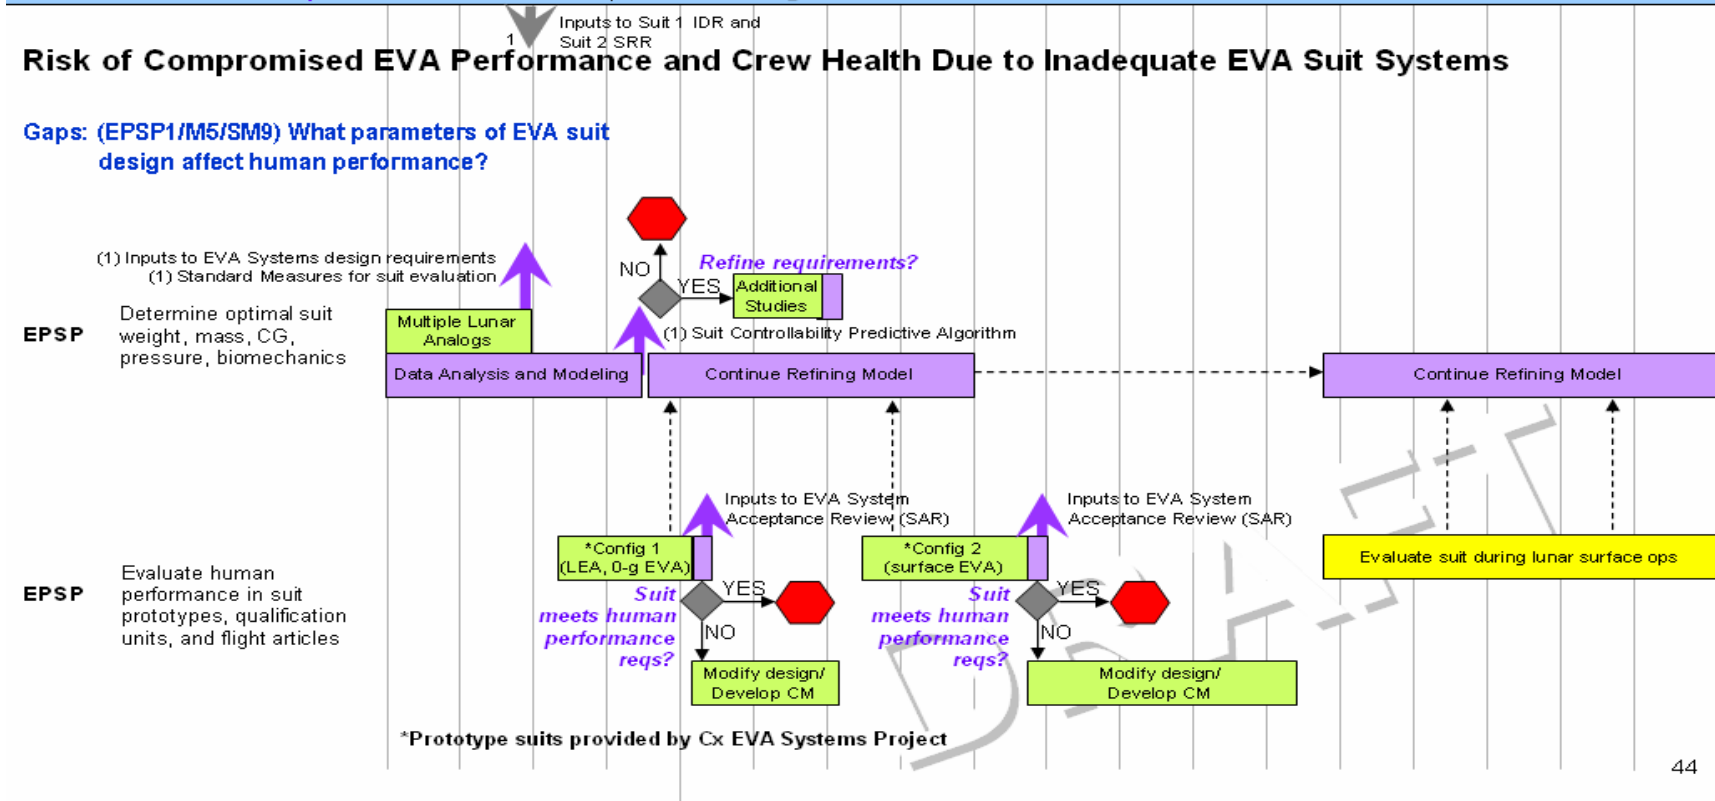 Inputs to Suit 1 IDR and
1
Suit 2 SRR
Risk of Compromised EVA Performance and Crew Health Due to Inadequate EVA Suit Systems
Gaps: (EPSP1/M5/SM9) What parameters of EVA suit
design affect human performance?
(1) Inputs to EVA Systems design requirements
(1) Standard Measures for suit evaluation
NO
Refine requirements?
YES
Additional
Studies
EPSP
Determine optimal suit
weight, mass, CG,
pressure, biomechanics
Multiple Lunar
Analogs
(1) Suit Controllability Predictive Algorithm
Data Analysis and Modeling
Continue Refining Model
Continue Refining Model
Inputs to EVA System
Acceptance Review (SAR)
Inputs to EVA System
Acceptance Review (SAR)
*Config 1
(LEA, 0-g EVA)
*Config 2
(surface EVA)
Evaluate suit during lunar surface ops
EPSP
Evaluate human
performance in suit
prototypes, qualification
units, and flight articles
Suit
meets human
performance
reqs?
YES
NO
Modify design/
Develop CM
Suit
meets human
performance
reqs?
YES
NO
Modify design/
Develop CM
DRAFT
*Prototype suits provided by Cx EVA Systems Project
44